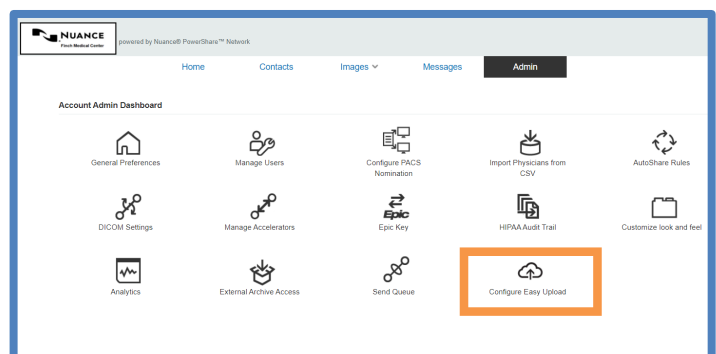 NUANCE
Finch Medical Center
powered by Nuance® PowerShare™ Network
Home Contacts Images Messages Admin
Account Admin Dashboard
General Preferences
Manage Users
Configure PACS
Nomination
Import Physicians from
CSV
AutoShare Rules
DICOM Settings
Manage Accelerators
Epic
Epic Key
HIPAA Audit Trail
Customize look and feel
Analytics
External Archive Access
Send Queue
Configure Easy Upload